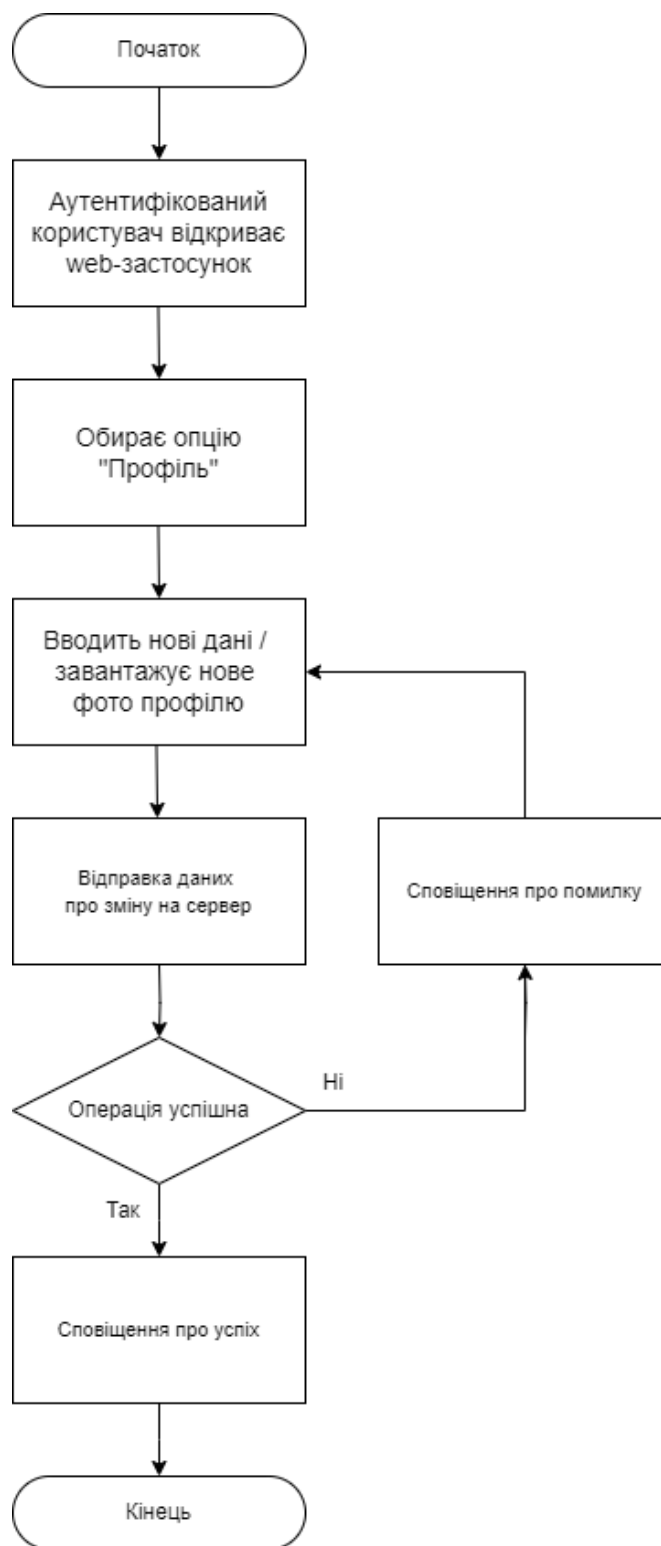 Початок
Аутентифікований
користувач відкриває
web-застосунок
Обирає опцію
"Профіль"
Вводить нові дані /
завантажує нове
фото профілю
Відправка даних
про зміну на сервер
Сповіщення про помилку
Операція успішна
Ні
Так
Сповіщення про успіх
Кінець